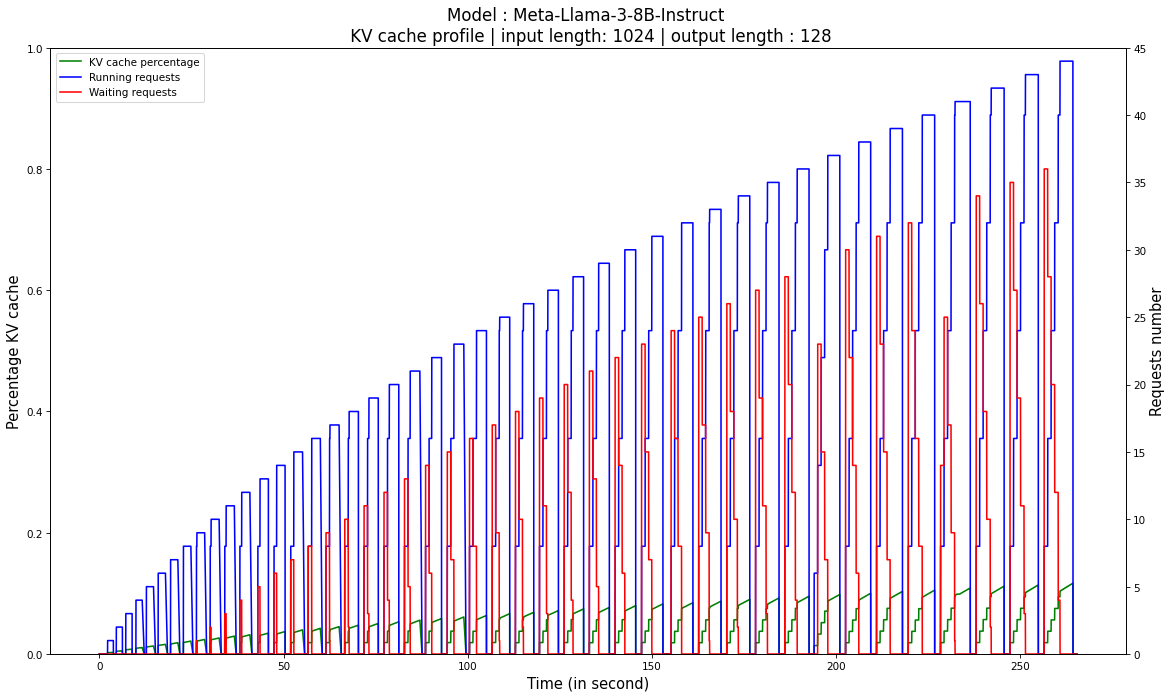 Model : Meta-Llama-3-8B-Instruct
KV cache profile | input length: 1024 | output length : 128
KV cache percentage
Running requests
Waiting requests
Percentage KV cache
1.0
0.8
0.6
0.4
0.2
0.0
45
40
35
30
25
20
15
10
5
0
Requests number
0
50
100
150
200
250
Time (in second)